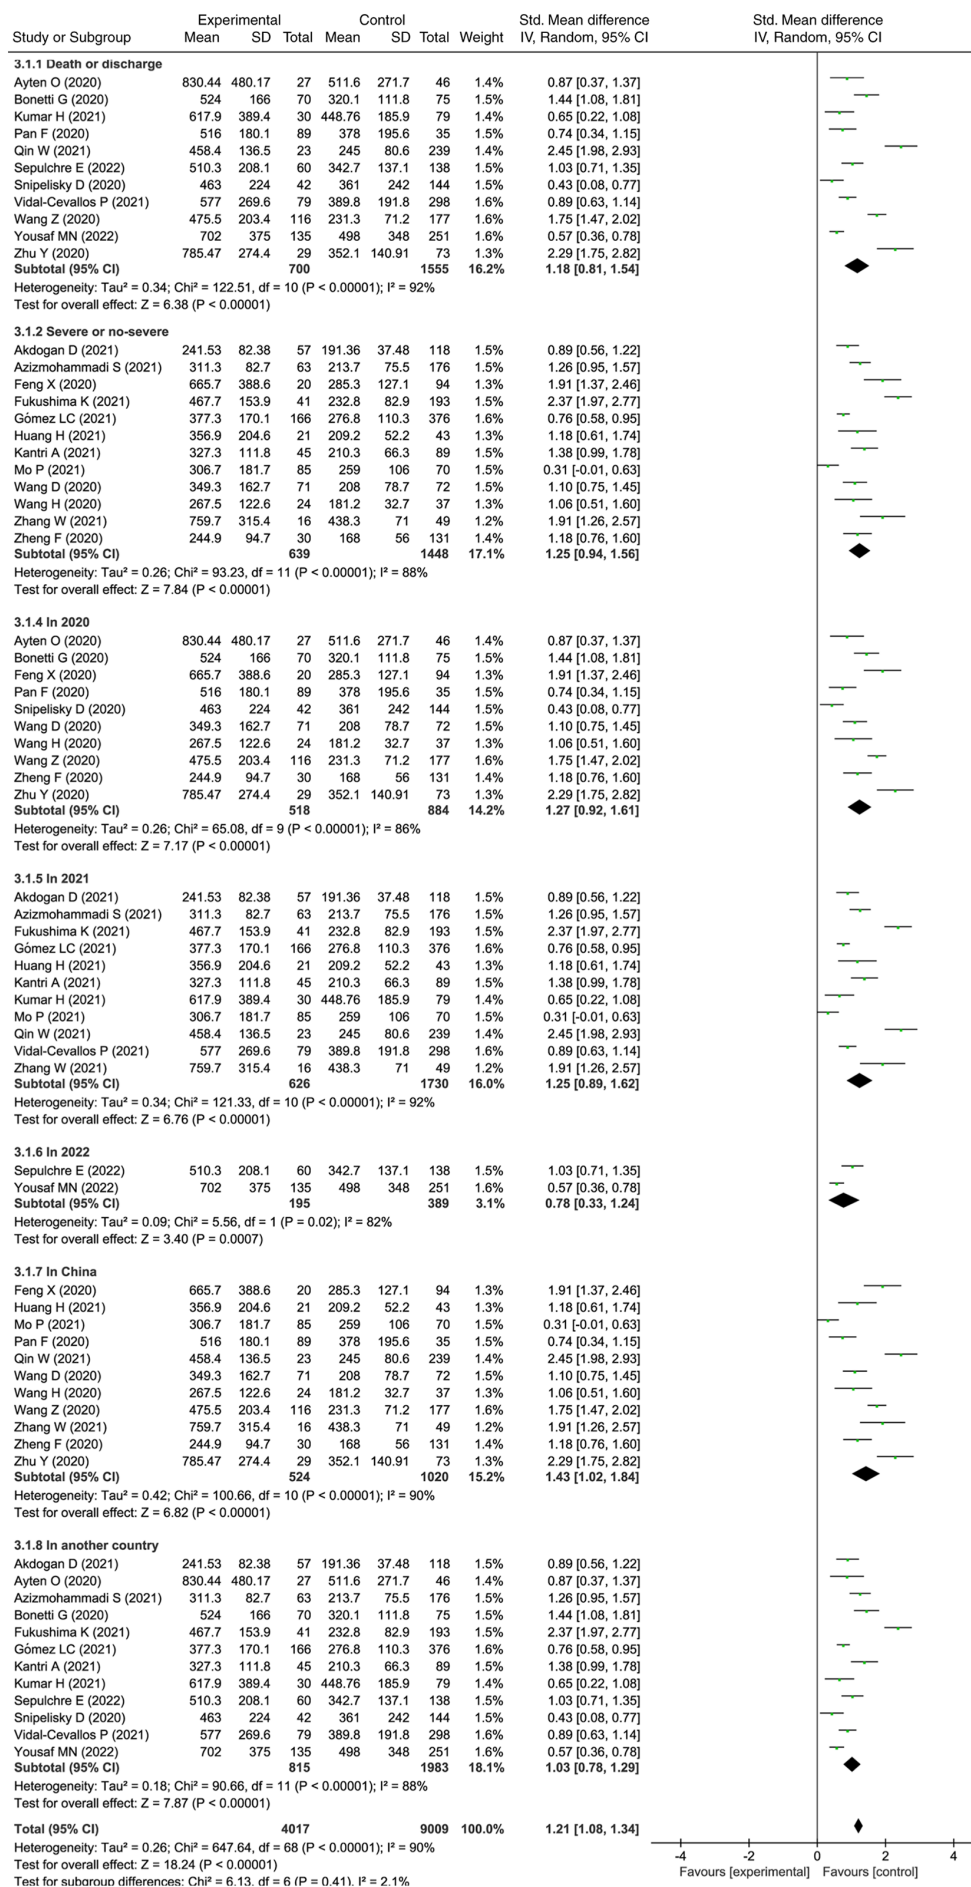 Experimental Control Std. Mean difference Std. Mean difference
Study or Subgroup Mean SD Total Mean SD Total Weight IV, Random, 95% CI IV, Random, 95% CI
3.1.1 Death or discharge
Ayten O (2020) 830.44 480.17 27 511.6 271.7 46 1.4% 0.87 [0.37, 1.37]
Bonetti G (2020) 524 166 70 320.1 111.8 75 1.5% 1.44 [1.08, 1.81]
Kumar H (2021) 617.9 389.4 30 448.76 185.9 79 1.4% 0.65 [0.22, 1.08]
Pan F (2020) 516 180.1 89 378 195.6 35 1.5% 0.74 [0.34, 1.15]
Qin W (2021) 458.4 136.5 23 245 80.6 239 1.4% 2.45 [1.98, 2.93]
Sepulchre E (2022) 510.3 208.1 60 342.7 137.1 138 1.5% 1.03 [0.71, 1.35]
Snipelisky D (2020) 463 224 42 361 242 144 1.5% 0.43 [0.08, 0.77]
Vidal-Cevallos P (2021) 577 269.6 79 389.8 191.8 298 1.6% 0.89 [0.63, 1.14]
Wang Z (2020) 475.5 203.4 116 231.3 71.2 177 1.5% 1.75 [1.47, 2.02]
Yousaf MN (2022) 702 375 135 498 348 251 1.6% 0.57 [0.36, 0.78]
Zhu Y (2020) 785.47 274.4 29 352.1 140.91 73 1.3% 2.29 [1.75, 2.82]
Subtotal (95% CI) 700 1555 16.2% 1.18 [0.81, 1.54]
Heterogeneity: Tau² = 0.34; Chi² = 122.51, df = 10 (P < 0.00001); I² = 92%
Test for overall effect: Z = 6.38 (P < 0.00001)
3.1.2 Severe or no-severe
Akdogan D (2021) 241.53 82.38 57 191.36 37.48 118 1.5% 0.89 [0.56, 1.22]
Azizmohammadi S (2021) 311.3 82.7 63 213.7 75.5 176 1.5% 1.26 [0.95, 1.57]
Feng X (2020) 665.7 388.6 20 285.3 127.1 94 1.3% 1.91 [1.37, 2.46]
Fukushima K (2021) 467.7 153.9 41 232.8 82.9 193 1.5% 2.37 [1.97, 2.77]
Gómez LC (2021) 377.3 170.1 166 276.8 110.3 376 1.6% 0.76 [0.58, 0.95]
Huang H (2021) 356.9 204.6 21 209.2 52.2 43 1.3% 1.18 [0.61, 1.74]
Kantri A (2021) 327.3 111.8 45 210.3 66.3 89 1.5% 1.38 [0.99, 1.78]
Mo P (2021) 306.7 181.7 85 259 106 70 1.5% 0.31 [-0.01, 0.63]
Wang D (2020) 349.3 162.7 71 208 78.7 72 1.5% 1.10 [0.75, 1.45]
Wang H (2020) 267.5 122.6 24 181.2 32.7 37 1.3% 1.06 [0.51, 1.60]
Zhang W (2021) 759.7 315.4 16 438.3 71 49 1.2% 1.91 [1.26, 2.57]
Zheng F (2020) 244.9 94.7 30 168 56 131 1.4% 1.18 [0.76, 1.60]
Subtotal (95% CI) 639 1448 17.1% 1.25 [0.94, 1.56]
Heterogeneity: Tau² = 0.26; Chi² = 93.23, df = 11 (P < 0.00001); I² = 88%
Test for overall effect: Z = 7.84 (P < 0.00001)
3.1.4 In 2020
Ayten O (2020) 830.44 480.17 27 511.6 271.7 46 1.4% 0.87 [0.37, 1.37]
Bonetti G (2020) 524 166 70 320.1 111.8 75 1.5% 1.44 [1.08, 1.81]
Feng X (2020) 665.7 388.6 20 285.3 127.1 94 1.3% 1.91 [1.37, 2.46]
Pan F (2020) 516 180.1 89 378 195.6 35 1.5% 0.74 [0.34, 1.15]
Snipelisky D (2020) 463 224 42 361 242 144 1.5% 0.43 [0.08, 0.77]
Wang D (2020) 349.3 162.7 71 208 78.7 72 1.5% 1.10 [0.75, 1.45]
Wang H (2020) 267.5 122.6 24 181.2 32.7 37 1.3% 1.06 [0.51, 1.60]
Wang Z (2020) 475.5 203.4 116 231.3 71.2 177 1.5% 1.75 [1.47, 2.02]
Zheng F (2020) 244.9 94.7 30 168 56 131 1.4% 1.18 [0.76, 1.60]
Zhu Y (2020) 785.47 274.4 29 352.1 140.91 73 1.3% 2.29 [1.75, 2.82]
Subtotal (95% CI) 518 884 14.2% 1.27 [0.92, 1.61]
Heterogeneity: Tau² = 0.26; Chi² = 65.08, df = 9 (P < 0.00001); I² = 86%
Test for overall effect: Z = 7.17 (P < 0.00001)
3.1.5 In 2021
Akdogan D (2021) 241.53 82.38 57 191.36 37.48 118 1.5% 0.89 [0.56, 1.22]
Azizmohammadi S (2021) 311.3 82.7 63 213.7 75.5 176 1.5% 1.26 [0.95, 1.57]
Fukushima K (2021) 467.7 153.9 41 232.8 82.9 193 1.5% 2.37 [1.97, 2.77]
Gómez LC (2021) 377.3 170.1 166 276.8 110.3 376 1.6% 0.76 [0.58, 0.95]
Huang H (2021) 356.9 204.6 21 209.2 52.2 43 1.3% 1.18 [0.61, 1.74]
Kantri A (2021) 327.3 111.8 45 210.3 66.3 89 1.5% 1.38 [0.99, 1.78]
Kumar H (2021) 617.9 389.4 30 448.76 185.9 79 1.4% 0.65 [0.22, 1.08]
Mo P (2021) 306.7 181.7 85 259 106 70 1.5% 0.31 [-0.01, 0.63]
Qin W (2021) 458.4 136.5 23 245 80.6 239 1.4% 2.45 [1.98, 2.93]
Vidal-Cevallos P (2021) 577 269.6 79 389.8 191.8 298 1.6% 0.89 [0.63, 1.14]
Zhang W (2021) 759.7 315.4 16 438.3 71 49 1.2% 1.91 [1.26, 2.57]
Subtotal (95% CI) 626 1730 16.0% 1.25 [0.89, 1.62]
Heterogeneity: Tau² = 0.34; Chi² = 121.33, df = 10 (P < 0.00001); I² = 92%
Test for overall effect: Z = 6.76 (P < 0.00001)
3.1.6 In 2022
Sepulchre E (2022) 510.3 208.1 60 342.7 137.1 138 1.5% 1.03 [0.71, 1.35]
Yousaf MN (2022) 702 375 135 498 348 251 1.6% 0.57 [0.36, 0.78]
Subtotal (95% CI) 195 389 3.1% 0.78 [0.33, 1.24]
Heterogeneity: Tau² = 0.09; Chi² = 5.56, df = 1 (P = 0.02); I² = 82%
Test for overall effect: Z = 3.40 (P = 0.0007)
3.1.7 In China
Feng X (2020) 665.7 388.6 20 285.3 127.1 94 1.3% 1.91 [1.37, 2.46]
Huang H (2021) 356.9 204.6 21 209.2 52.2 43 1.3% 1.18 [0.61, 1.74]
Mo P (2021) 306.7 181.7 85 259 106 70 1.5% 0.31 [-0.01, 0.63]
Pan F (2020) 516 180.1 89 378 195.6 35 1.5% 0.74 [0.34, 1.15]
Qin W (2021) 458.4 136.5 23 245 80.6 239 1.4% 2.45 [1.98, 2.93]
Wang D (2020) 349.3 162.7 71 208 78.7 72 1.5% 1.10 [0.75, 1.45]
Wang H (2020) 267.5 122.6 24 181.2 32.7 37 1.3% 1.06 [0.51, 1.60]
Wang Z (2020) 475.5 203.4 116 231.3 71.2 177 1.5% 1.75 [1.47, 2.02]
Zhang W (2021) 759.7 315.4 16 438.3 71 49 1.2% 1.91 [1.26, 2.57]
Zheng F (2020) 244.9 94.7 30 168 56 131 1.4% 1.18 [0.76, 1.60]
Zhu Y (2020) 785.47 274.4 29 352.1 140.91 73 1.3% 2.29 [1.75, 2.82]
Subtotal (95% CI) 524 1020 15.2% 1.43 [1.02, 1.84]
Heterogeneity: Tau² = 0.42; Chi² = 100.66, df = 10 (P < 0.00001); I² = 90%
Test for overall effect: Z = 6.82 (P < 0.00001)
3.1.8 In another country
Akdogan D (2021) 241.53 82.38 57 191.36 37.48 118 1.5% 0.89 [0.56, 1.22]
Ayten O (2020) 830.44 480.17 27 511.6 271.7 46 1.4% 0.87 [0.37, 1.37]
Azizmohammadi S (2021) 311.3 82.7 63 213.7 75.5 176 1.5% 1.26 [0.95, 1.57]
Bonetti G (2020) 524 166 70 320.1 111.8 75 1.5% 1.44 [1.08, 1.81]
Fukushima K (2021) 467.7 153.9 41 232.8 82.9 193 1.5% 2.37 [1.97, 2.77]
Gómez LC (2021) 377.3 170.1 166 276.8 110.3 376 1.6% 0.76 [0.58, 0.95]
Kantri A (2021) 327.3 111.8 45 210.3 66.3 89 1.5% 1.38 [0.99, 1.78]
Kumar H (2021) 617.9 389.4 30 448.76 185.9 79 1.4% 0.65 [0.22, 1.08]
Sepulchre E (2022) 510.3 208.1 60 342.7 137.1 138 1.5% 1.03 [0.71, 1.35]
Snipelisky D (2020) 463 224 42 361 242 144 1.5% 0.43 [0.08, 0.77]
Vidal-Cevallos P (2021) 577 269.6 79 389.8 191.8 298 1.6% 0.89 [0.63, 1.14]
Yousaf MN (2022) 702 375 135 498 348 251 1.6% 0.57 [0.36, 0.78]
Subtotal (95% CI) 815 1983 18.1% 1.03 [0.78, 1.29]
Heterogeneity: Tau² = 0.18; Chi² = 90.66, df = 11 (P < 0.00001); I² = 88%
Test for overall effect: Z = 7.87 (P < 0.00001)
Total (95% CI) 4017 9009 100.0% 1.21 [1.08, 1.34]
Heterogeneity: Tau² = 0.26; Chi² = 647.64, df = 68 (P < 0.00001); I² = 90%
-4 -2 0 2 4
Test for overall effect: Z = 18.24 (P < 0.00001)
Favours [experimental] Favours [control]
Test for subgroup differences: Chi² = 6.13, df = 6 (P = 0.41), I² = 2.1%